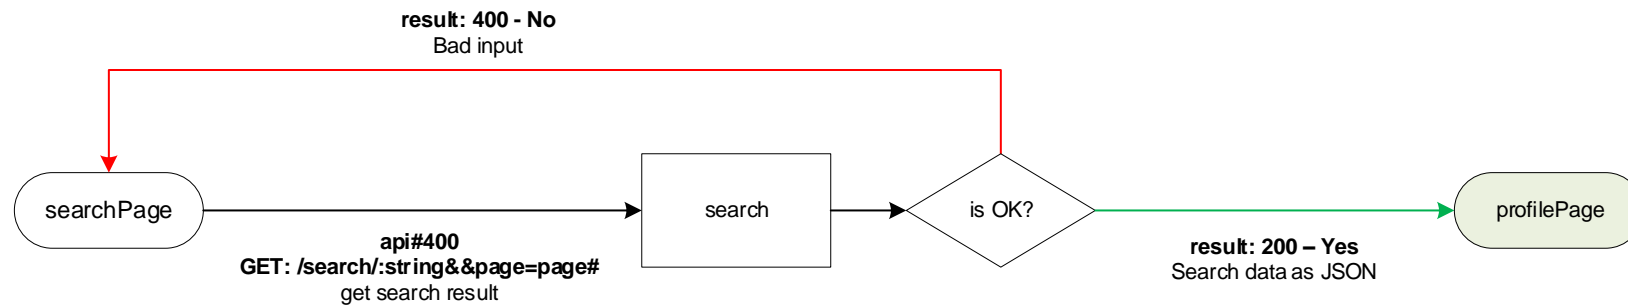 result: 400 - No
Bad input
searchPage
search
is OK?
profilePage
api#400
GET: /search/:string&&page=page#
get search result
result: 200 – Yes
Search data as JSON